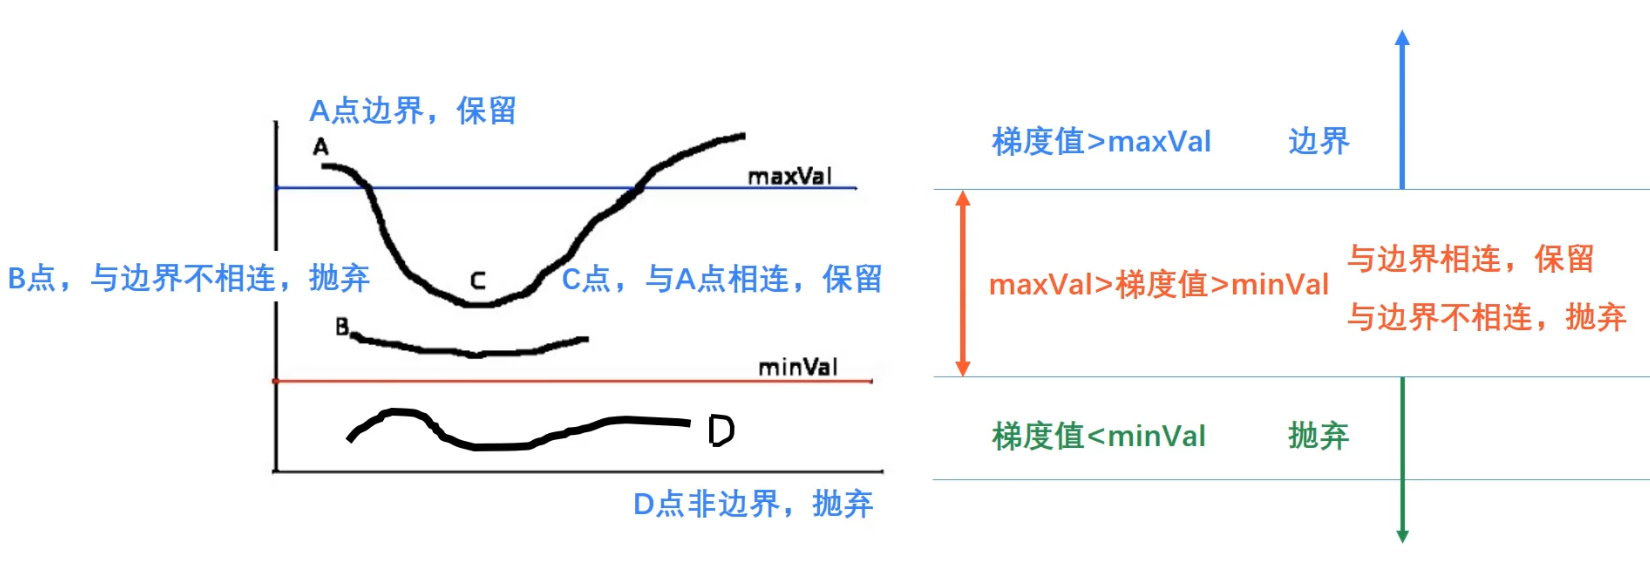 A点边界，保留
A
maxVal
B点，与边界不相连，抛弃
C
C点，与A点相连，保留
B
minVal
D
D点非边界，抛弃
梯度值>maxVal 边界
maxVal>梯度值>minVal
与边界相连，保留
与边界不相连，抛弃
梯度值<minVal 抛弃